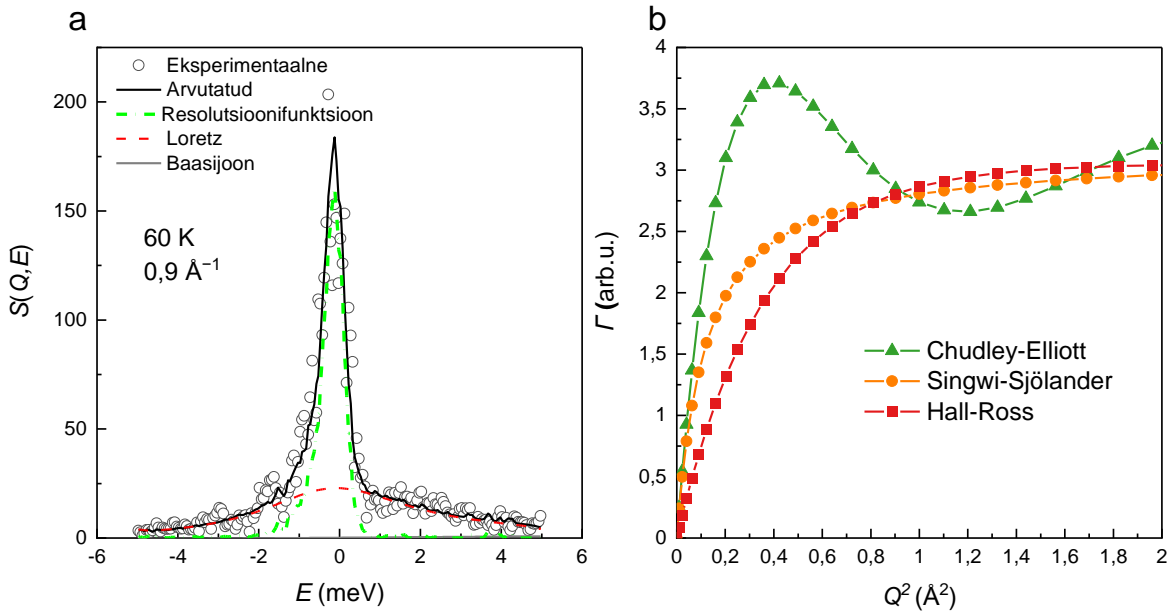 a
Eksperimentaalne
Arvutatud
Resolutsioonifunktsioon
Loretz
Baasijoon
60 K
0,9 Å⁻¹
S(Q,E)
200
150
100
50
0
-6 -4 -2 0 2 4 6
E (meV)
b
Γ (arb.u.)
4
3,5
3
2,5
2
1,5
1
0,5
0
Chudley-Elliott
Singwi-Sjölander
Hall-Ross
0 0,2 0,4 0,6 0,8 1 1,2 1,4 1,6 1,8 2
Q² (Å²)